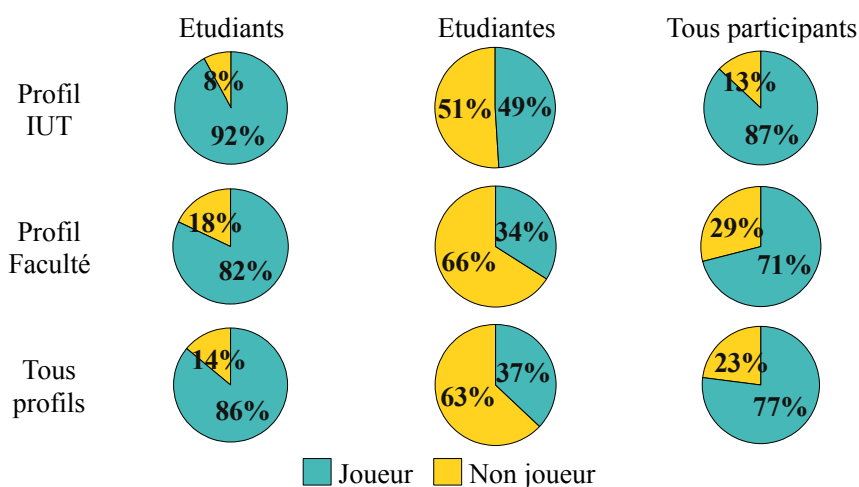 Etudiants Etudiantes Tous participants
Profil
IUT
8%
92%
51% 49%
13%
87%
Profil
Faculté
18%
82%
34%
66%
29%
71%
Tous
profils
14%
86%
37%
63%
23%
77%
Joueur Non joueur